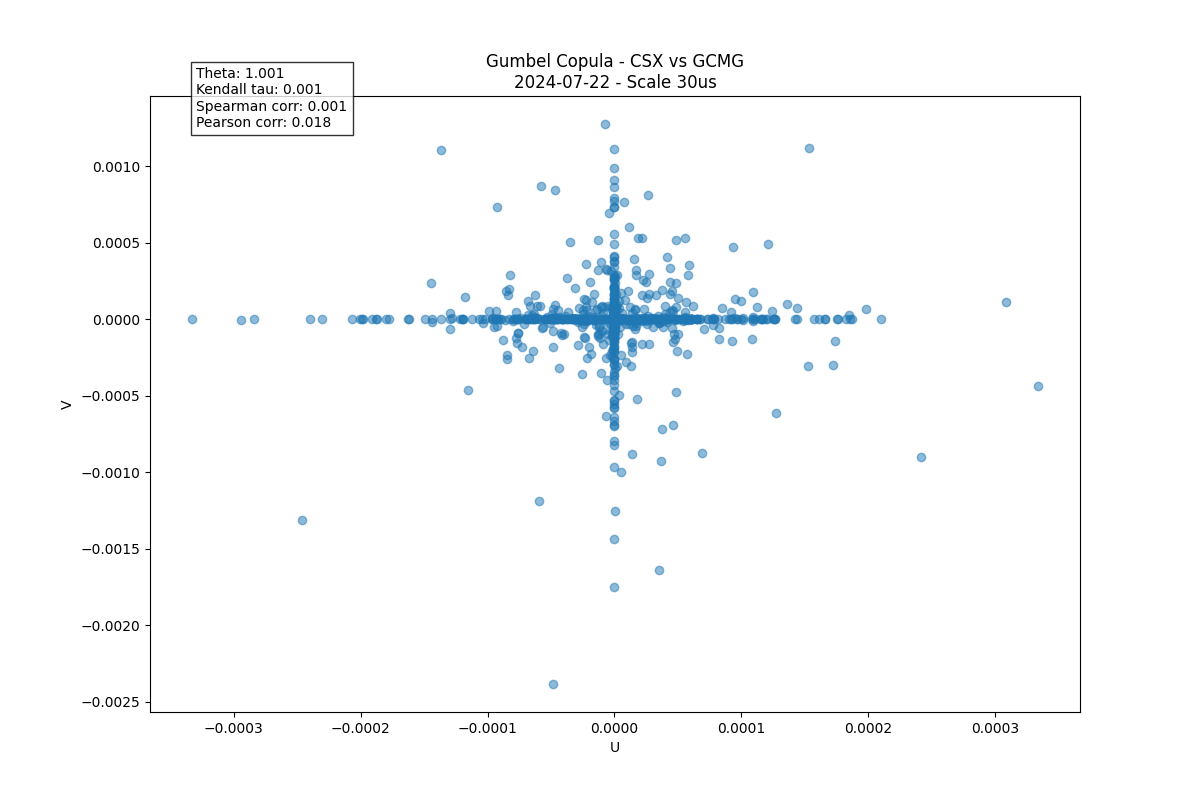 Gumbel Copula - CSX vs GCMG
2024-07-22 - Scale 30us
Theta: 1.001
Kendall tau: 0.001
Spearman corr: 0.001
Pearson corr: 0.018
0.0010
0.0005
0.0000
−0.0005
−0.0010
−0.0015
−0.0020
−0.0025
V
−0.0003
−0.0002
−0.0001
0.0000
0.0001
0.0002
0.0003
U